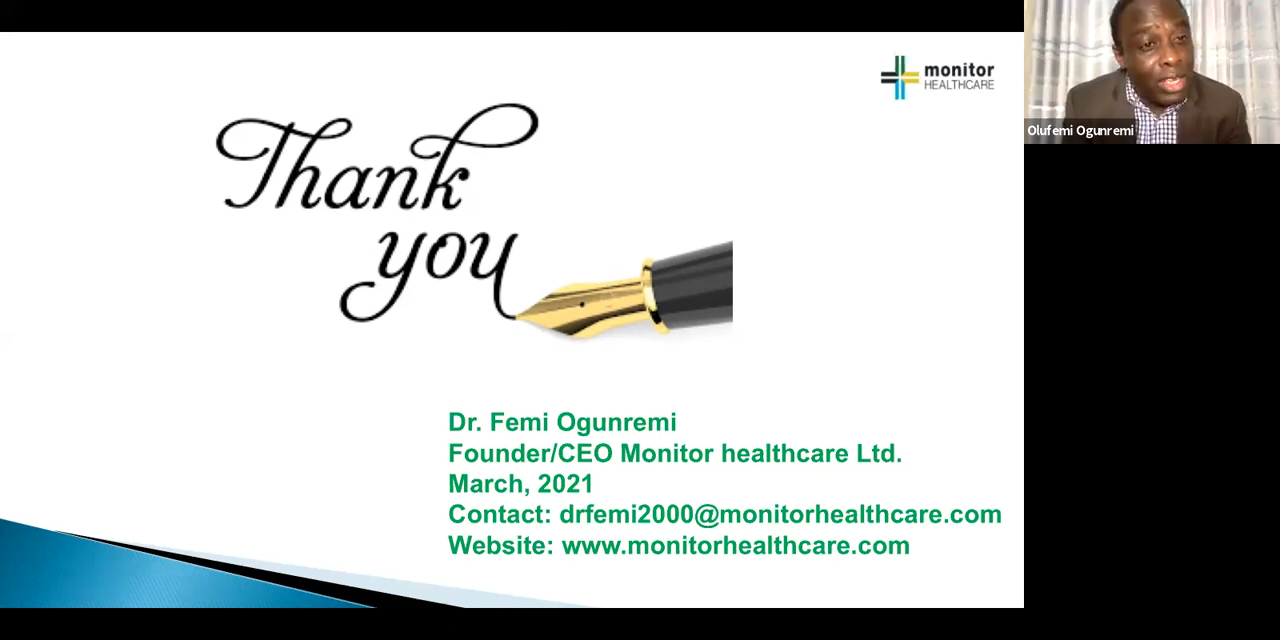 monitor
HEALTHCARE
Olufemi Ogunremi
Thank
you
Dr. Femi Ogunremi
Founder/CEO Monitor healthcare Ltd.
March, 2021
Contact: drfemi2000@monitorhealthcare.com
Website: www.monitorhealthcare.com